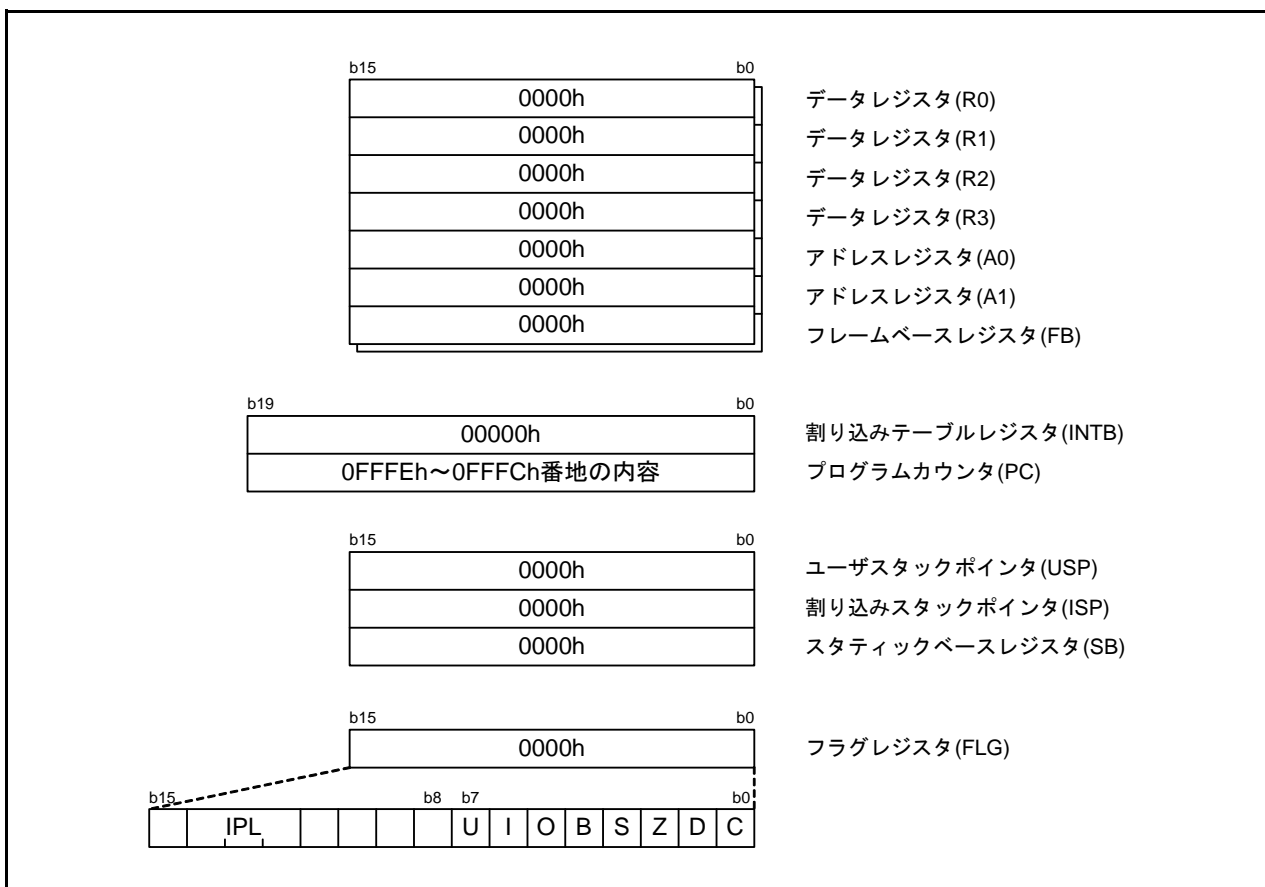 b15 b0
0000h データレジスタ(R0)
0000h データレジスタ(R1)
0000h データレジスタ(R2)
0000h データレジスタ(R3)
0000h アドレスレジスタ(A0)
0000h アドレスレジスタ(A1)
0000h フレームベースレジスタ(FB)
b19 b0
00000h 割り込みテーブルレジスタ(INTB)
0FFFEh～0FFFCh番地の内容 プログラムカウンタ(PC)
b15 b0
0000h ユーザスタックポインタ(USP)
0000h 割り込みスタックポインタ(ISP)
0000h スタティックベースレジスタ(SB)
b15 b0
0000h フラグレジスタ(FLG)
b15 b8 b7 b0
IPL U I O B S Z D C